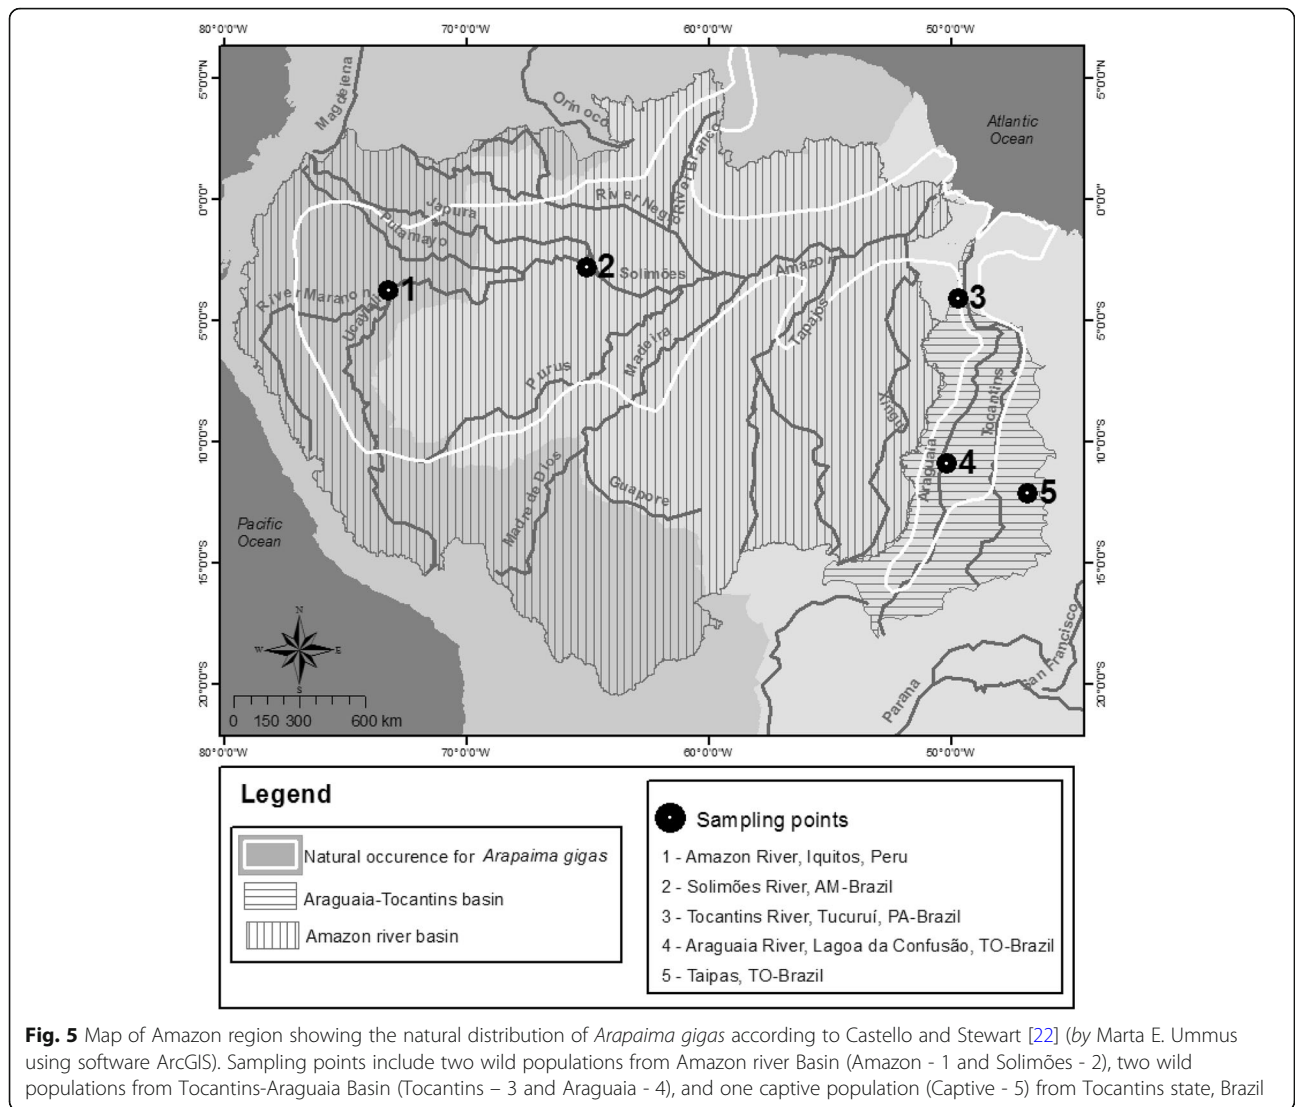 80°0'0"W 70°0'0"W 60°0'0"W 50°0'0"W
5°0'0"N
5°0'0"N
0°0'0"
0°0'0"
5°0'0"S
5°0'0"S
10°0'0"S
10°0'0"S
15°0'0"S
15°0'0"S
20°0'0"S
20°0'0"S
Magdelena
Orinoco
Atlantic
Ocean
River Branco
River Negro
Japura
Putamayo
Solimões
Amazon
River Maranon
Ucayali
Purus
Madeira
Tapajos
Xingu
Tocantins
Araguaia
Madre de Dios
Guapore
Pacific
Ocean
Parana
San Francisco
1
2
3
4
5
N
W E
S
0 150 300 600 km
80°0'0"W 70°0'0"W 60°0'0"W 50°0'0"W
Legend
Natural occurence for Arapaima gigas
Araguaia-Tocantins basin
Amazon river basin
Sampling points
1 - Amazon River, Iquitos, Peru
2 - Solimões River, AM-Brazil
3 - Tocantins River, Tucuruí, PA-Brazil
4 - Araguaia River, Lagoa da Confusão, TO-Brazil
5 - Taipas, TO-Brazil
Fig. 5 Map of Amazon region showing the natural distribution of Arapaima gigas according to Castello and Stewart [22] (by Marta E. Ummus
using software ArcGIS). Sampling points include two wild populations from Amazon river Basin (Amazon - 1 and Solimões - 2), two wild
populations from Tocantins-Araguaia Basin (Tocantins – 3 and Araguaia - 4), and one captive population (Captive - 5) from Tocantins state, Brazil